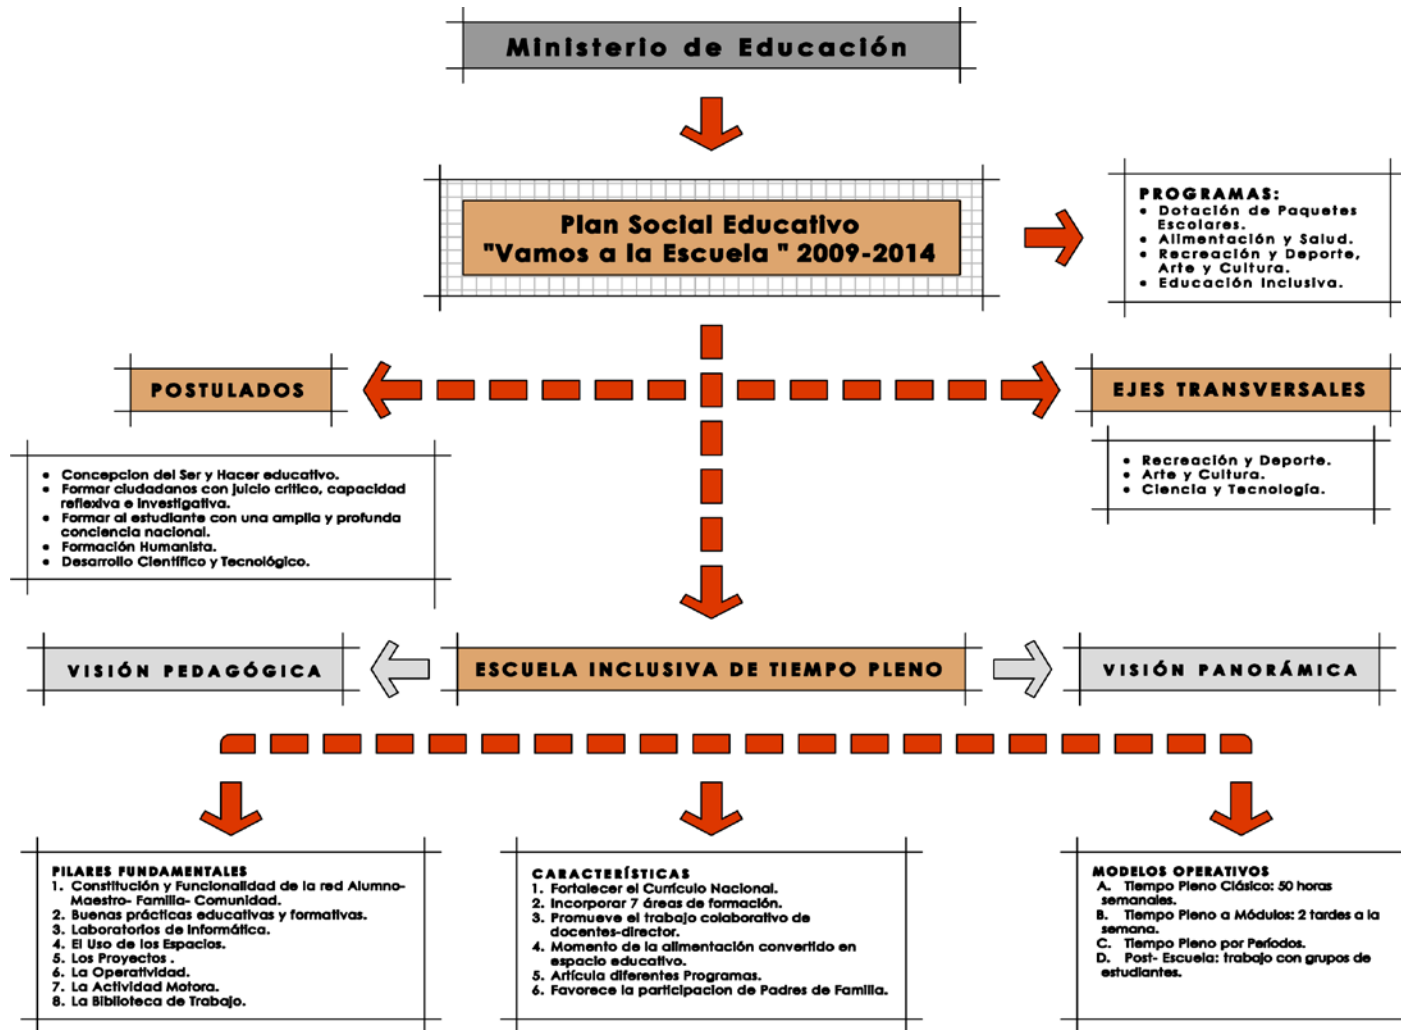 Ministerio de Educación
Plan Social Educativo
"Vamos a la Escuela " 2009-2014
PROGRAMAS:
• Dotación de Paquetes
Escolares.
• Alimentación y Salud.
• Recreación y Deporte,
Arte y Cultura.
• Educación Inclusiva.
POSTULADOS
EJES TRANSVERSALES
• Concepcion del Ser y Hacer educativo.
• Formar ciudadanos con juicio critico, capacidad
reflexiva e investigativa.
• Formar al estudiante con una amplia y profunda
conciencia nacional.
• Formación Humanista.
• Desarrollo Científico y Tecnológico.
• Recreación y Deporte.
• Arte y Cultura.
• Ciencia y Tecnología.
VISIÓN PEDAGÓGICA
ESCUELA INCLUSIVA DE TIEMPO PLENO
VISIÓN PANORÁMICA
PILARES FUNDAMENTALES
1. Constitución y Funcionalidad de la red Alumno-
Maestro- Familia- Comunidad.
2. Buenas prácticas educativas y formativas.
3. Laboratorios de Informática.
4. El Uso de los Espacios.
5. Los Proyectos .
6. La Operatividad.
7. La Actividad Motora.
8. La Biblioteca de Trabajo.
CARACTERÍSTICAS
1. Fortalecer el Currículo Nacional.
2. Incorporar 7 áreas de formación.
3. Promueve el trabajo colaborativo de
docentes-director.
4. Momento de la alimentación convertido en
espacio educativo.
5. Artícula diferentes Programas.
6. Favorece la participacion de Padres de Familia.
MODELOS OPERATIVOS
A. Tiempo Pleno Clásico: 50 horas
semanales.
B. Tiempo Pleno a Módulos: 2 tardes a la
semana.
C. Tiempo Pleno por Períodos.
D. Post- Escuela: trabajo con grupos de
estudiantes.